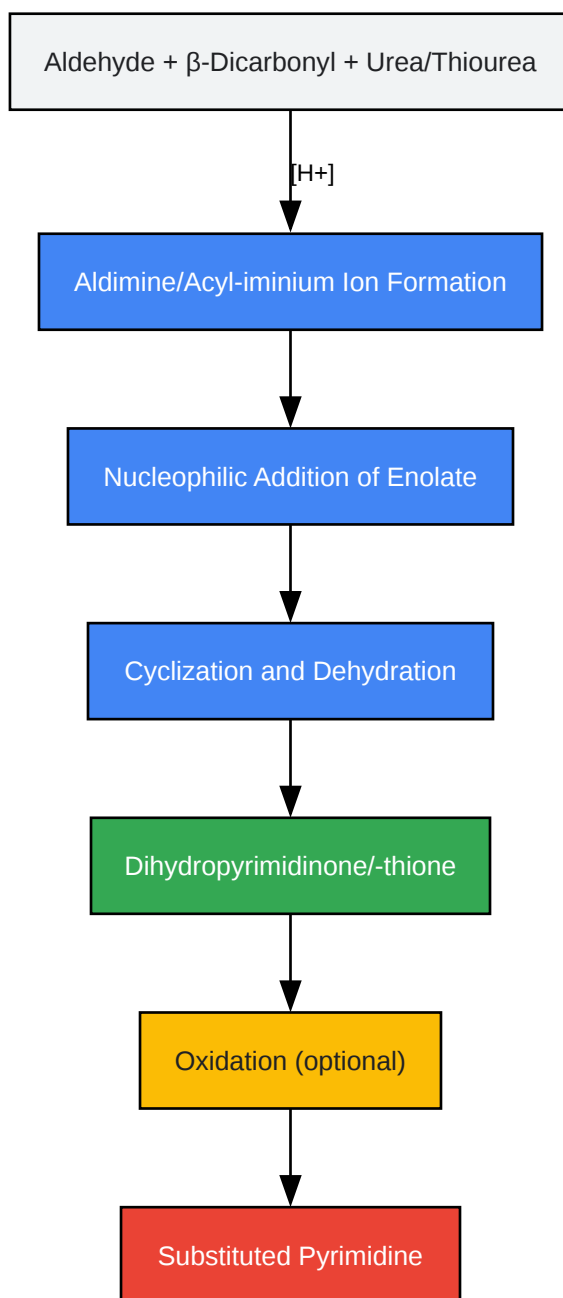 Aldehyde + β-Dicarbonyl + Urea/Thiourea
[H+]
Aldimine/Acyl-iminium Ion Formation
Nucleophilic Addition of Enolate
Cyclization and Dehydration
Dihydropyrimidinone/-thione
Oxidation (optional)
Substituted Pyrimidine